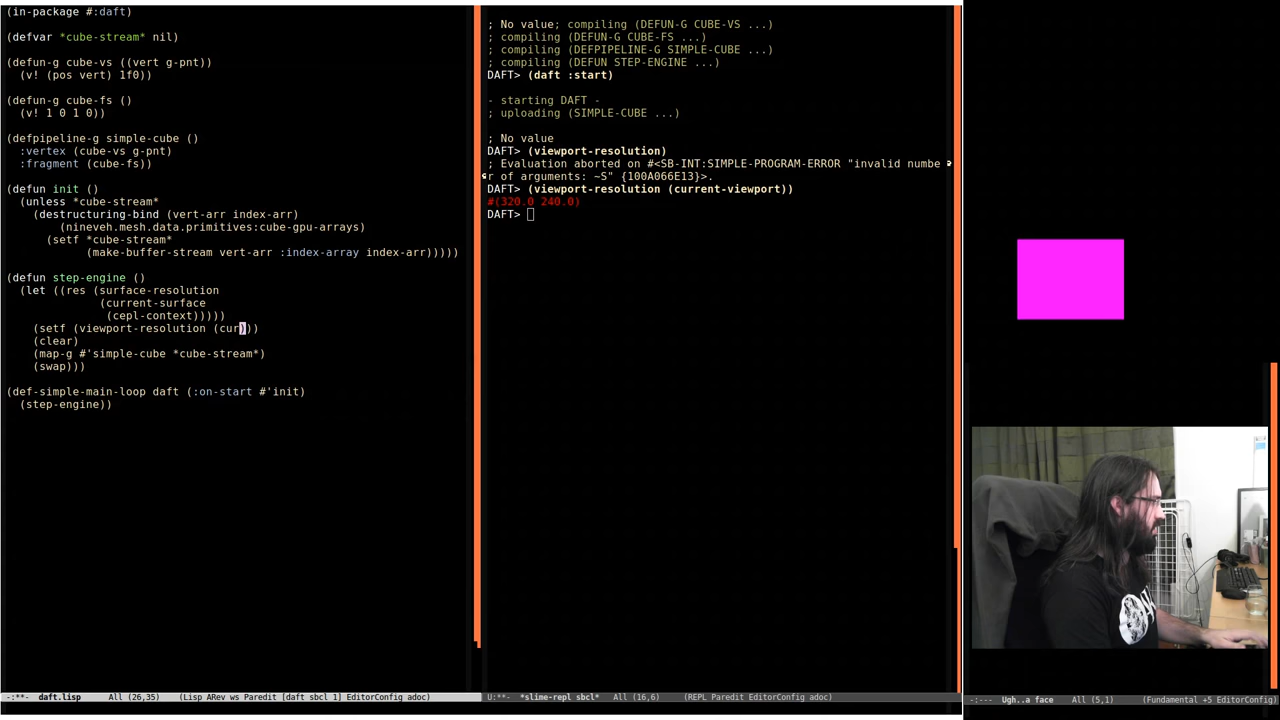 (in-package #:daft)
(defvar *cube-stream* nil)
(defun-g cube-vs ((vert g-pnt))
  (v! (pos vert) 1f0))
(defun-g cube-fs ()
  (v! 1 0 1 0))
(defpipeline-g simple-cube ()
  :vertex (cube-vs g-pnt)
  :fragment (cube-fs))
(defun init ()
  (unless *cube-stream*
    (destructuring-bind (vert-arr index-arr)
        (nineveh.mesh.data.primitives:cube-gpu-arrays)
      (setf *cube-stream*
            (make-buffer-stream vert-arr :index-array index-arr)))))
(defun step-engine ()
  (let ((res (surface-resolution
              (current-surface
               (cepl-context)))))
    (setf (viewport-resolution (cur)))
    (clear)
    (map-g #'simple-cube *cube-stream*)
    (swap)))
(def-simple-main-loop daft (:on-start #'init)
  (step-engine))
-:**-  daft.lisp      All (26,35)    (Lisp ARev ws Paredit [daft sbcl 1] EditorConfig adoc)
; No value; compiling (DEFUN-G CUBE-VS ...)
; compiling (DEFUN-G CUBE-FS ...)
; compiling (DEFPIPELINE-G SIMPLE-CUBE ...)
; compiling (DEFUN STEP-ENGINE ...)
DAFT> (daft :start)
- starting DAFT -
; uploading (SIMPLE-CUBE ...)
; No value
DAFT> (viewport-resolution)
; Evaluation aborted on #<SB-INT:SIMPLE-PROGRAM-ERROR "invalid numbe
r of arguments: ~S" {100A066E13}>.
DAFT> (viewport-resolution (current-viewport))
#(320.0 240.0)
DAFT>
U:**-  *slime-repl sbcl*   All (16,6)     (REPL Paredit EditorConfig adoc)
-:---  Ugh..a face    All (5,1)      (Fundamental +5 EditorConfig)